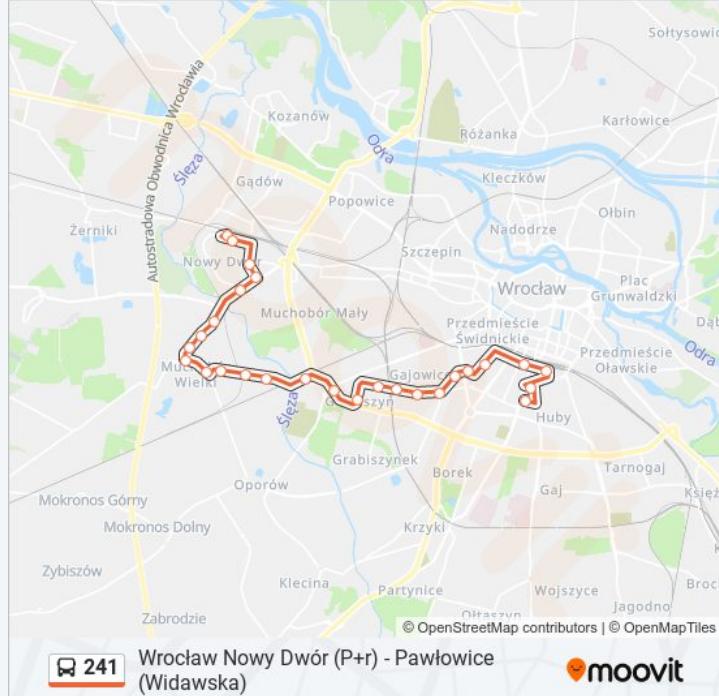 Sołtysowic
Kozanów
Karłowice
Różanka
Odra
Ślęza
Kleczków
Gądów
Popowice
Autostradowa Obwodnica Wrocławia
Ołbin
Żerniki
Nadodrze
Szczepin
Nowy Dwór
Plac
Grunwaldzki
Wrocław
Dąb
Muchobór Mały
Przedmieście
Świdnickie
Przedmieście
Oławskie
Odra
Gajowice
Wielki
Ślęza
Huby
Grabiszynek
Borek
Tarnogaj
Oporów
Gaj
Księż
Mokronos Górny
Krzyki
Mokronos Dolny
Zybiszów
Klecina
Partynice
Wojszyce
Broc
Jagodno
Zabrodzie
Ołtaszyn
© OpenStreetMap contributors | © OpenMapTiles
241
Wrocław Nowy Dwór (P+r) - Pawłowice
(Widawska)
moovit